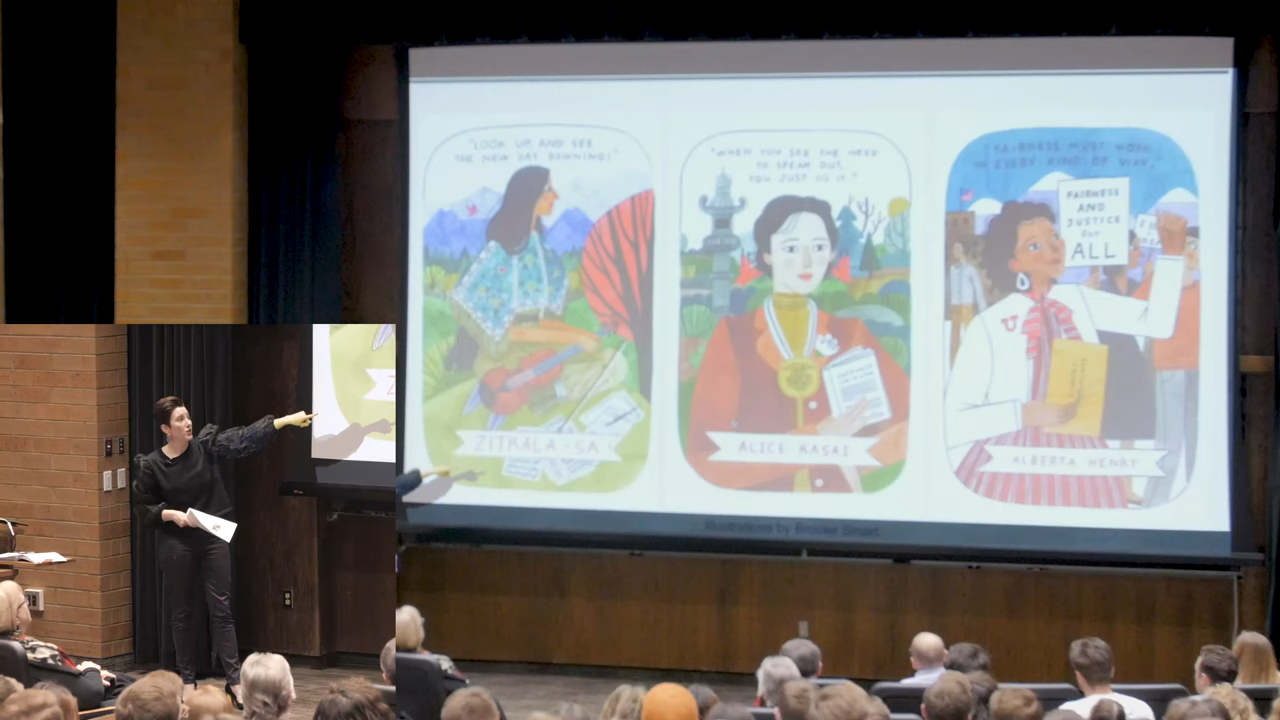 "LOOK UP, AND SEE
THE NEW DAY DAWNING!"
"WHEN YOU SEE THE NEED
TO SPEAK OUT,
YOU JUST DO IT."
"FAIRNESS MUST WORK
IN EVERY KIND OF WAY."
FAIRNESS
AND
JUSTICE
FOR
ALL
U
ZITKALA-SA
ALICE KASAI
ALBERTA HENRY
Illustrations by Brooke Smart